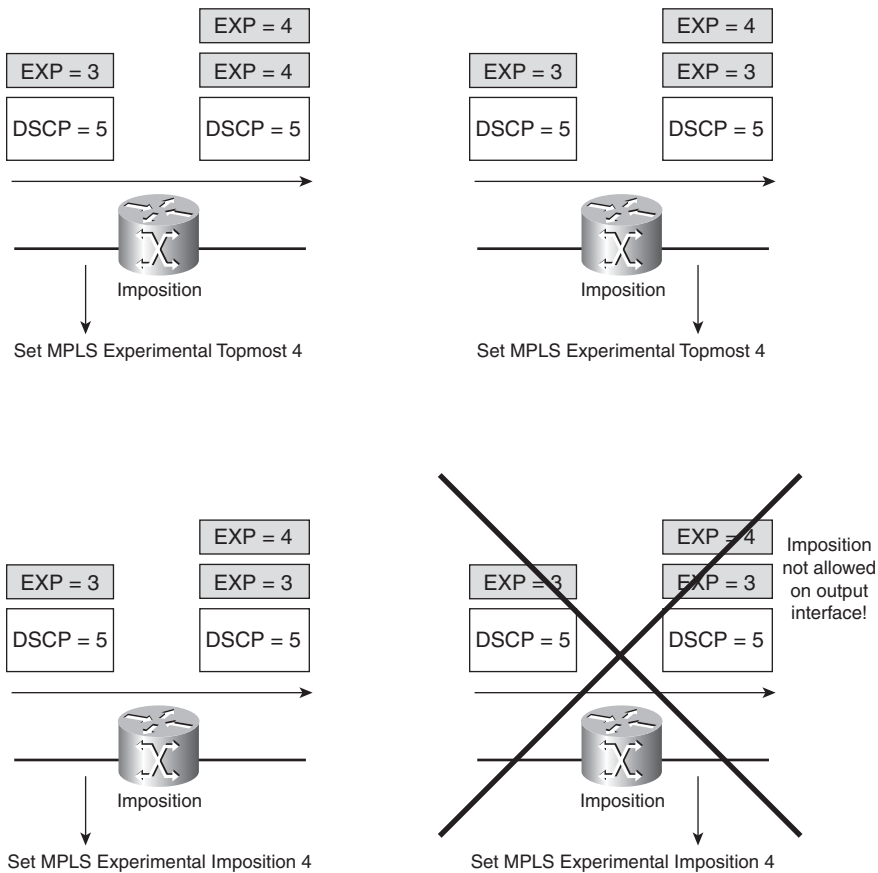 EXP = 4
EXP = 3
EXP = 4
DSCP = 5
DSCP = 5
Imposition
Set MPLS Experimental Topmost 4
EXP = 4
EXP = 3
EXP = 3
DSCP = 5
DSCP = 5
Imposition
Set MPLS Experimental Topmost 4
EXP = 4
EXP = 3
EXP = 3
DSCP = 5
DSCP = 5
Imposition
Set MPLS Experimental Imposition 4
EXP = 4
EXP = 3
EXP = 3
DSCP = 5
DSCP = 5
Imposition
not allowed
on output
interface!
Imposition
Set MPLS Experimental Imposition 4